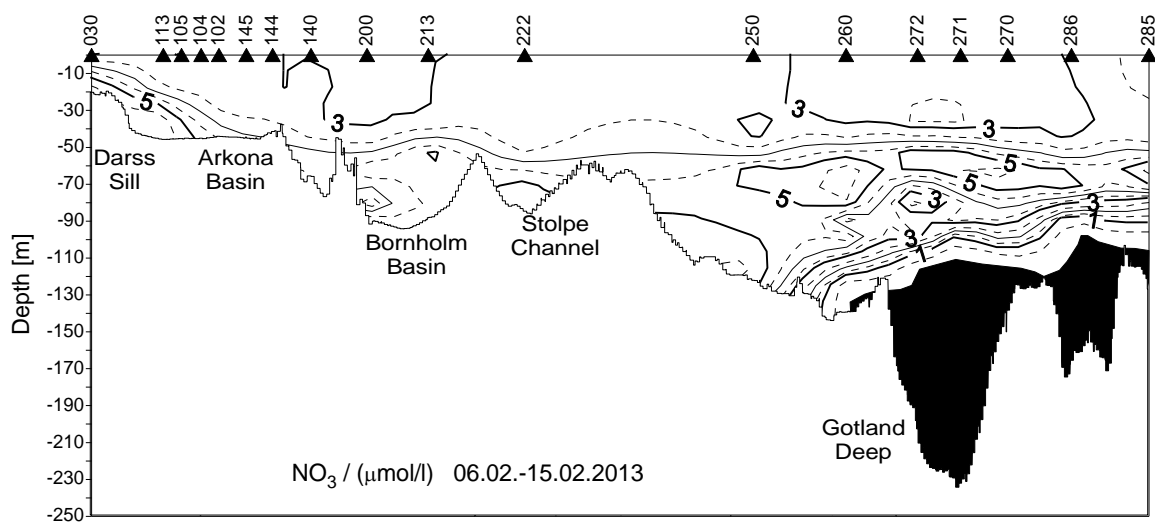 030 113 105 104 102 145 144 140 200 213 222 250 260 272 271 270 286 285
-10
-30
-50
-70
-90
-110
-130
-150
-170
-190
-210
-230
-250
Depth [m]
5
3
3
5
5
3
3
3
1
1
Darss
Sill
Arkona
Basin
Bornholm
Basin
Stolpe
Channel
Gotland
Deep
NO₃ / (μmol/l) 06.02.-15.02.2013